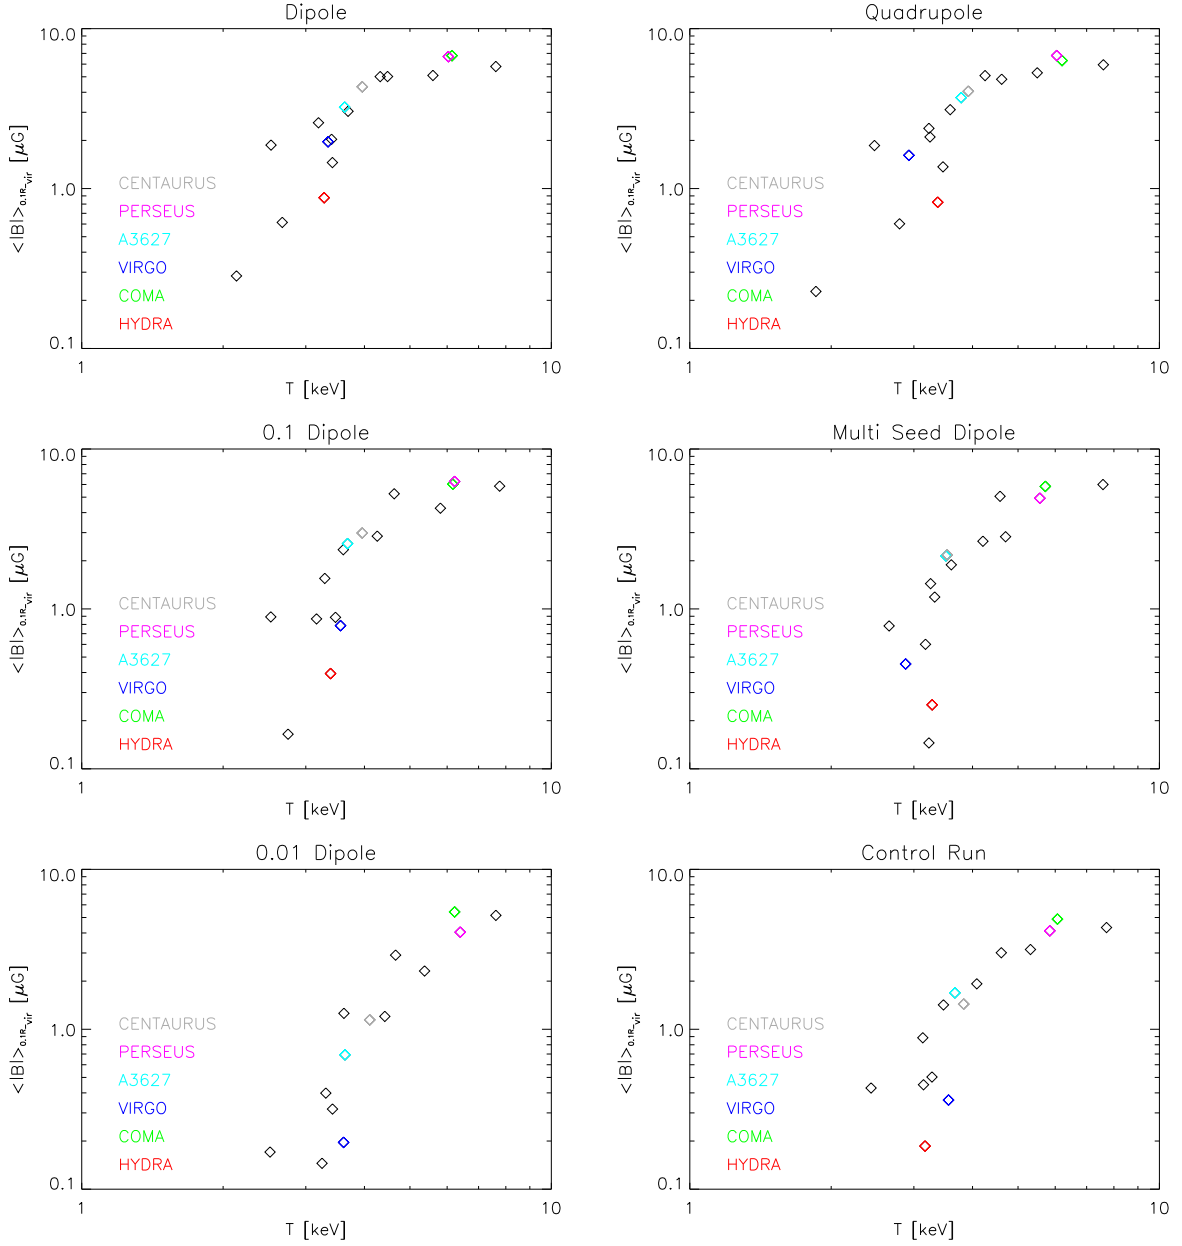 Dipole
10.0
1.0
0.1
<|B|>0.1R_vir [μG]
CENTAURUS
PERSEUS
A3627
VIRGO
COMA
HYDRA
1
10
T [keV]
Quadrupole
10.0
1.0
0.1
<|B|>0.1R_vir [μG]
CENTAURUS
PERSEUS
A3627
VIRGO
COMA
HYDRA
1
10
T [keV]
0.1 Dipole
10.0
1.0
0.1
<|B|>0.1R_vir [μG]
CENTAURUS
PERSEUS
A3627
VIRGO
COMA
HYDRA
1
10
T [keV]
Multi Seed Dipole
10.0
1.0
0.1
<|B|>0.1R_vir [μG]
CENTAURUS
PERSEUS
A3627
VIRGO
COMA
HYDRA
1
10
T [keV]
0.01 Dipole
10.0
1.0
0.1
<|B|>0.1R_vir [μG]
CENTAURUS
PERSEUS
A3627
VIRGO
COMA
HYDRA
1
10
T [keV]
Control Run
10.0
1.0
0.1
<|B|>0.1R_vir [μG]
CENTAURUS
PERSEUS
A3627
VIRGO
COMA
HYDRA
1
10
T [keV]